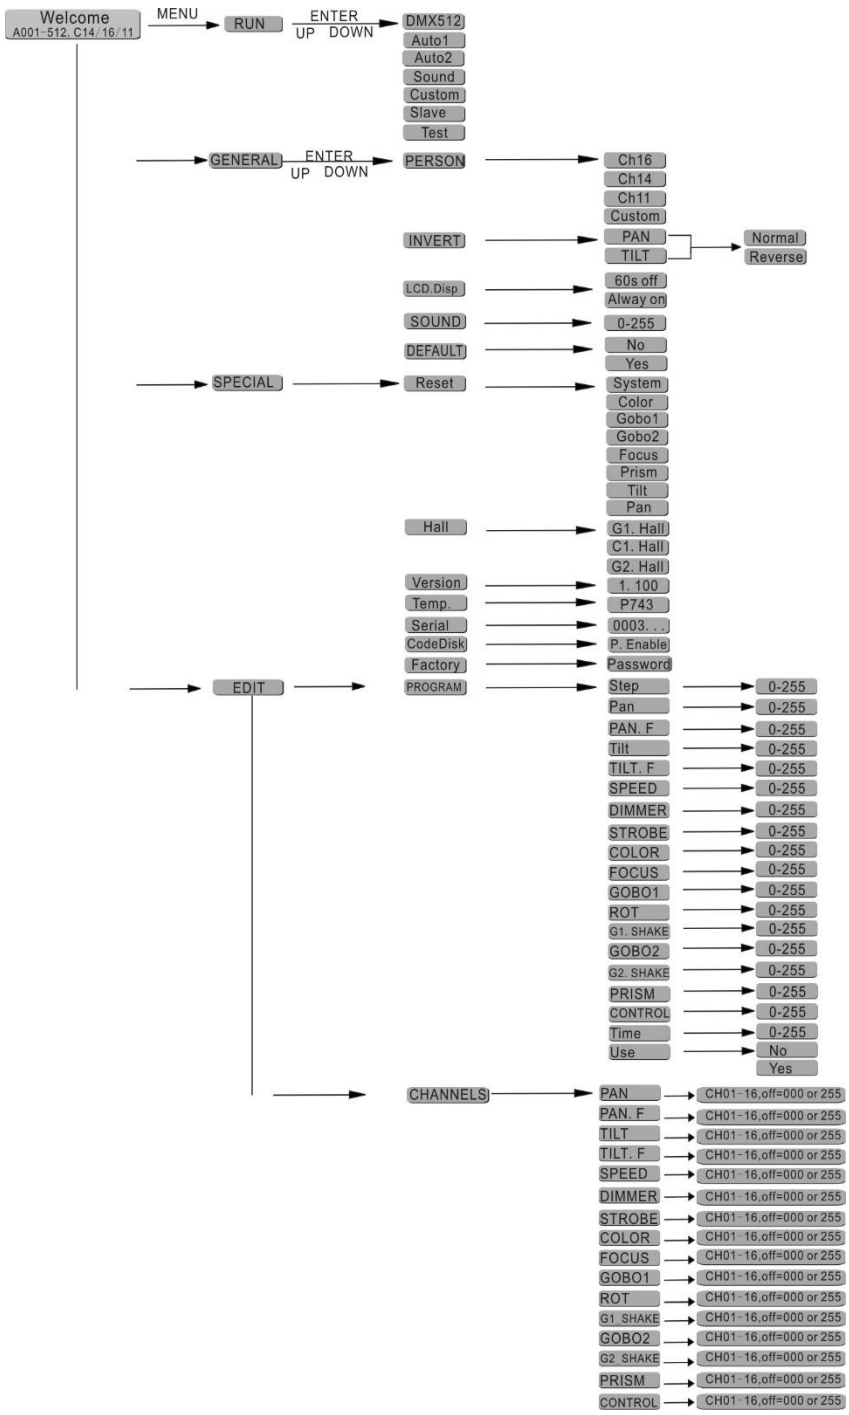 Welcome MENU RUN ENTER DMX512
A001-512, C14/16/11 UP DOWN
Auto1
Auto2
Sound
Custom
Slave
Test
GENERAL ENTER PERSON Ch16
UP DOWN
Ch14
Ch11
Custom
INVERT PAN Normal
TILT Reverse
LCD.Disp 60s off
Alway on
SOUND 0-255
DEFAULT No
Yes
SPECIAL Reset System
Color
Gobo1
Gobo2
Focus
Prism
Tilt
Pan
Hall G1. Hall
C1. Hall
G2. Hall
Version 1. 100
Temp. P743
Serial 0003...
CodeDisk P. Enable
Factory Password
EDIT PROGRAM Step 0-255
Pan 0-255
PAN. F 0-255
Tilt 0-255
TILT. F 0-255
SPEED 0-255
DIMMER 0-255
STROBE 0-255
COLOR 0-255
FOCUS 0-255
GOBO1 0-255
ROT 0-255
G1. SHAKE 0-255
GOBO2 0-255
G2. SHAKE 0-255
PRISM 0-255
CONTROL 0-255
Time 0-255
Use No
Yes
CHANNELS PAN CH01-16,off=000 or 255
PAN. F CH01-16,off=000 or 255
TILT CH01-16,off=000 or 255
TILT. F CH01-16,off=000 or 255
SPEED CH01-16,off=000 or 255
DIMMER CH01-16,off=000 or 255
STROBE CH01-16,off=000 or 255
COLOR CH01-16,off=000 or 255
FOCUS CH01-16,off=000 or 255
GOBO1 CH01-16,off=000 or 255
ROT CH01-16,off=000 or 255
G1_SHAKE CH01-16,off=000 or 255
GOBO2 CH01-16,off=000 or 255
G2_SHAKE CH01-16,off=000 or 255
PRISM CH01-16,off=000 or 255
CONTROL CH01-16,off=000 or 255